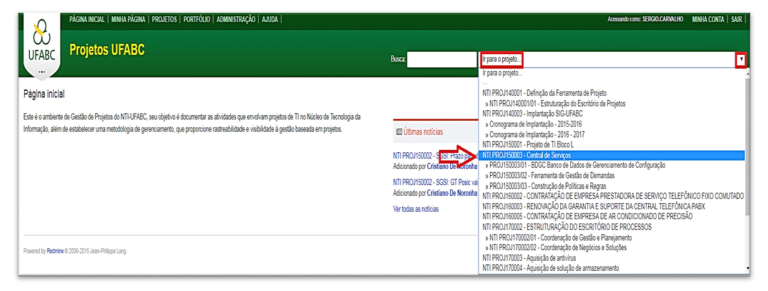 PÁGINA INICIAL | MINHA PÁGINA | PROJETOS | PORTFÓLIO | ADMINISTRAÇÃO | AJUDA |
Acessando como: SERGIO.CARVALHO MINHA CONTA | SAIR |
UFABC
Projetos UFABC
Busca:
Ir para o projeto...
Ir para o projeto...
Página inicial
Este é o ambiente de Gestão de Projetos do NTI-UFABC, seu objetivo é documentar as atividades que envolvam projetos de TI no Núcleo de Tecnologia da
Informação, além de estabelecer uma metodologia de gerenciamento, que proporcione rastreabilidade e visibilidade à gestão baseada em projetos.
Últimas notícias
NTI PROJ150002 - SGSI: Prazo
Adicionado por Cristiano De Noronha
NTI PROJ150002 - SGSI: GT Posic va
Adicionado por Cristiano De Noronha
Ver todas as notícias
NTI PROJ140001 - Definição da Ferramenta de Projeto
» NTI PROJ140001/01 - Estruturação do Escritório de Projetos
NTI PROJ140003 - Implantação SIG-UFABC
» Cronograma de Implantação - 2015-2016
» Cronograma de Implantação - 2016 - 2017
NTI PROJ150001 - Projeto de TI Bloco L
NTI PROJ150003 - Central de Serviços
» PROJ150003/01 - BDGC Banco de Dados de Gerenciamento de Configuração
» PROJ150003/02 - Ferramenta de Gestão de Demandas
» PROJ150003/03 - Construção de Políticas e Regras
NTI PROJ160002 - CONTRATAÇÃO DE EMPRESA PRESTADORA DE SERVIÇO TELEFÔNICO FIXO COMUTADO
NTI PROJ160003 - RENOVAÇÃO DA GARANTIA E SUPORTE DA CENTRAL TELEFÔNICA PABX
NTI PROJ160005 - CONTRATAÇÃO DE EMPRESA DE AR CONDICIONADO DE PRECISÃO
NTI PROJ170002 - ESTRUTURAÇÃO DO ESCRITÓRIO DE PROCESSOS
» NTI PROJ170002/01 - Coordenação de Gestão e Planejamento
» NTI PROJ170002/02 - Coordenação de Negócios e Soluções
NTI PROJ170003 - Aquisição de antivírus
NTI PROJ170004 - Aquisição de solução de armazenamento
Powered by Redmine © 2006-2015 Jean-Philippe Lang